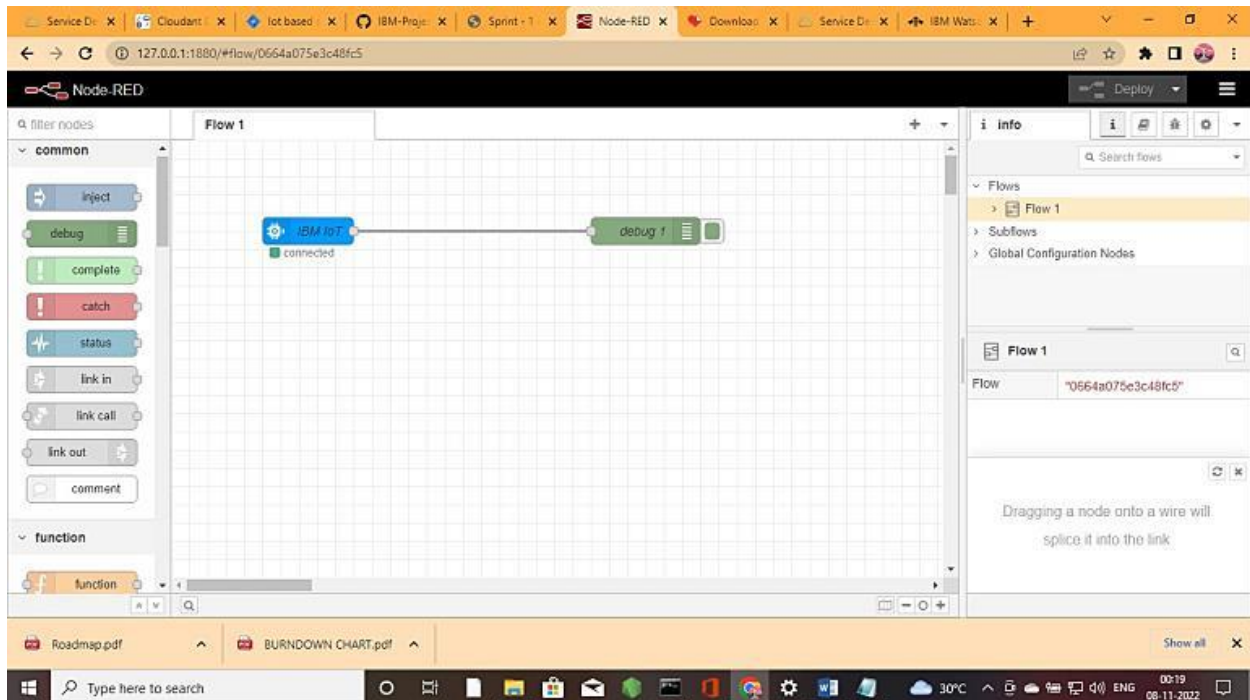 Service De Cloudant Iot based IBM-Proje Sprint - 1 Node-RED Download Service De IBM Wats
127.0.0.1:1880/#flow/0664a075e3c48fc5
Node-RED Deploy
filter nodes Flow 1 i info i
common
Search flows
inject
Flows
Flow 1
debug IBM IoT debug 1
Subflows
connected Global Configuration Nodes
complete
catch
status
Flow 1
link in
Flow "0664a075e3c48fc5"
link call
link out
comment
Dragging a node onto a wire will
splice it into the link
function
function
Roadmap.pdf BURNDOWN CHART.pdf Show all
Type here to search 30°C ENG 00:19
08-11-2022